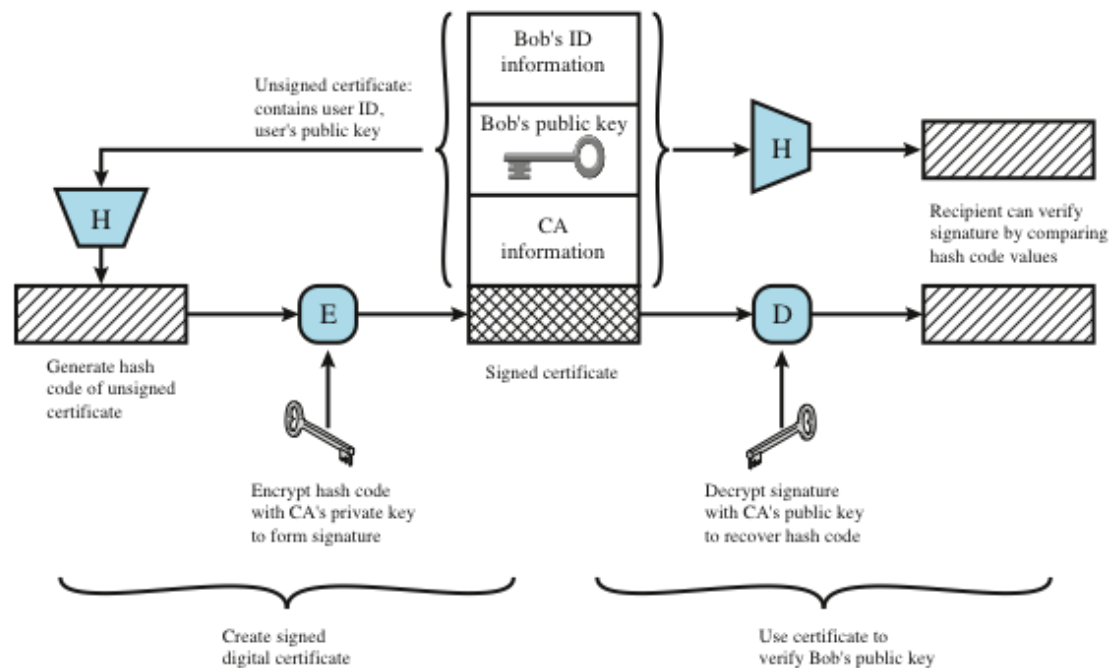 Bob's ID
information
Unsigned certificate:
contains user ID,
user's public key
Bob's public key
H
H
CA
information
Recipient can verify
signature by comparing
hash code values
E
D
Generate hash
code of unsigned
certificate
Signed certificate
Encrypt hash code
with CA's private key
to form signature
Decrypt signature
with CA's public key
to recover hash code
Create signed
digital certificate
Use certificate to
verify Bob's public key